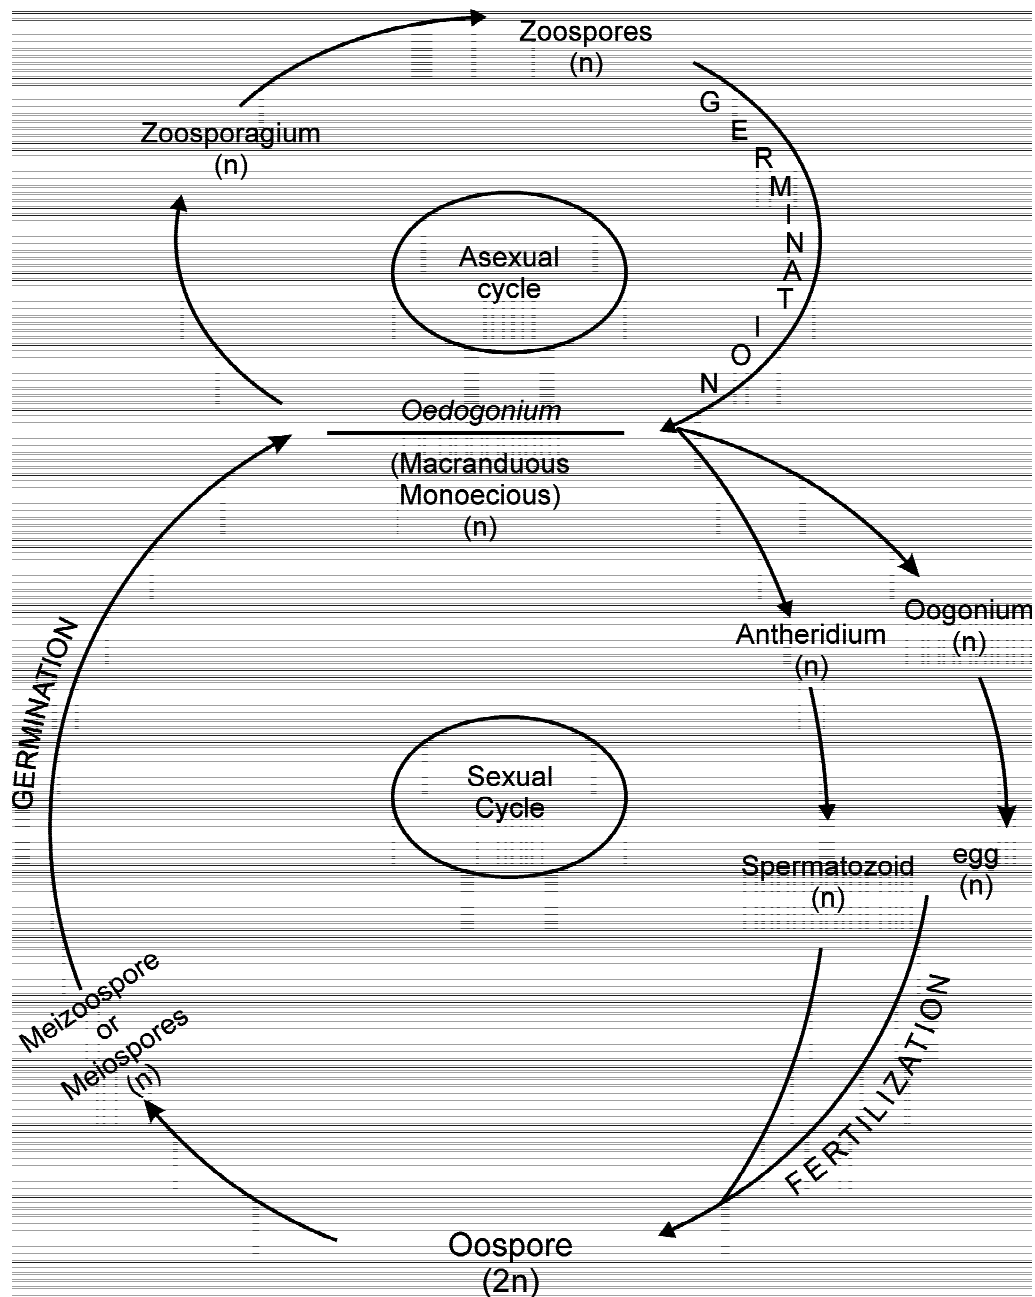 Zoospores
(n)
GERMINATION
Zoosporagium
(n)
Asexual
cycle
Oedogonium
(Macranduous
Monoecious)
(n)
Oogonium
(n)
Antheridium
(n)
GERMINATION
Sexual
Cycle
egg
(n)
Spermatozoid
(n)
FERTILIZATION
Meizoospore
or
Meiospores
(n)
Oospore
(2n)